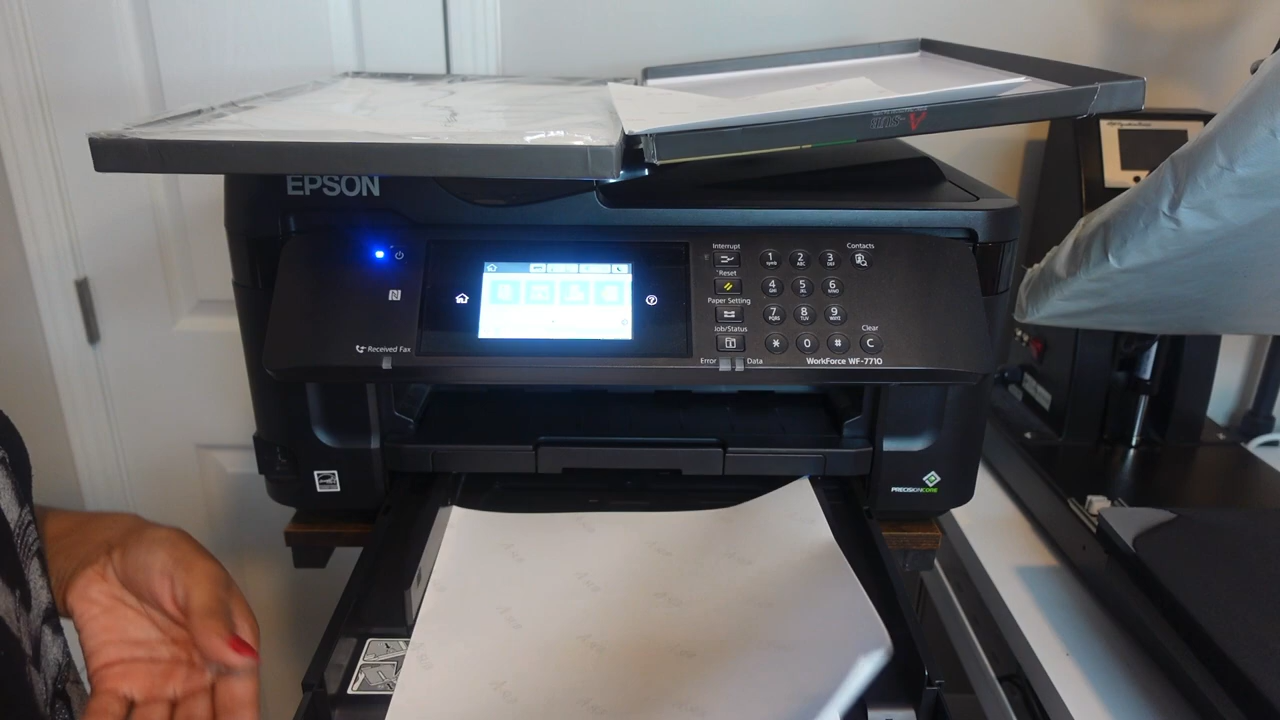 A-SUB
EPSON
Interrupt
Contacts
1 2 ABC 3 DEF
Reset
4 GHI 5 JKL 6 MNO
Paper Setting
7 PQRS 8 TUV 9 WXYZ
Job/Status
Clear
* 0 # C
Received Fax
Error Data
WorkForce WF-7710
PRECISIONCORE